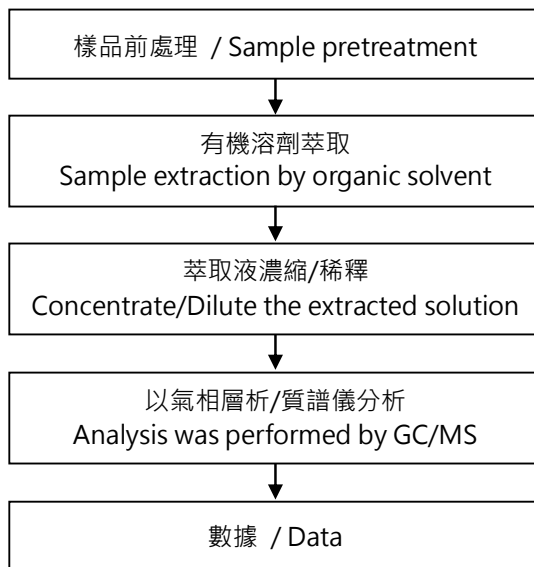 樣品前處理 / Sample pretreatment
有機溶劑萃取
Sample extraction by organic solvent
萃取液濃縮/稀釋
Concentrate/Dilute the extracted solution
以氣相層析/質譜儀分析
Analysis was performed by GC/MS
數據 / Data